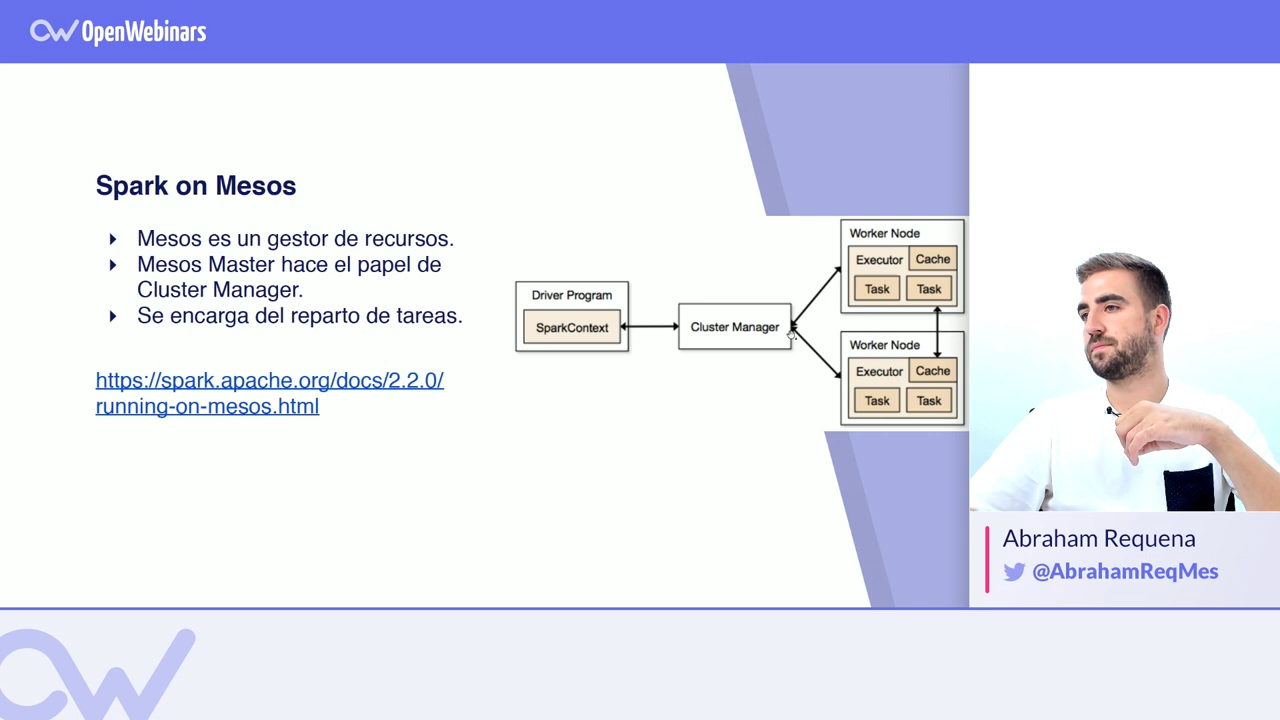 OpenWebinars
Spark on Mesos
Mesos es un gestor de recursos.
Mesos Master hace el papel de
Cluster Manager.
Se encarga del reparto de tareas.
https://spark.apache.org/docs/2.2.0/
running-on-mesos.html
Driver Program
SparkContext
Cluster Manager
Worker Node
Executor
Cache
Task
Task
Worker Node
Executor
Cache
Task
Task
Abraham Requena
@AbrahamReqMes